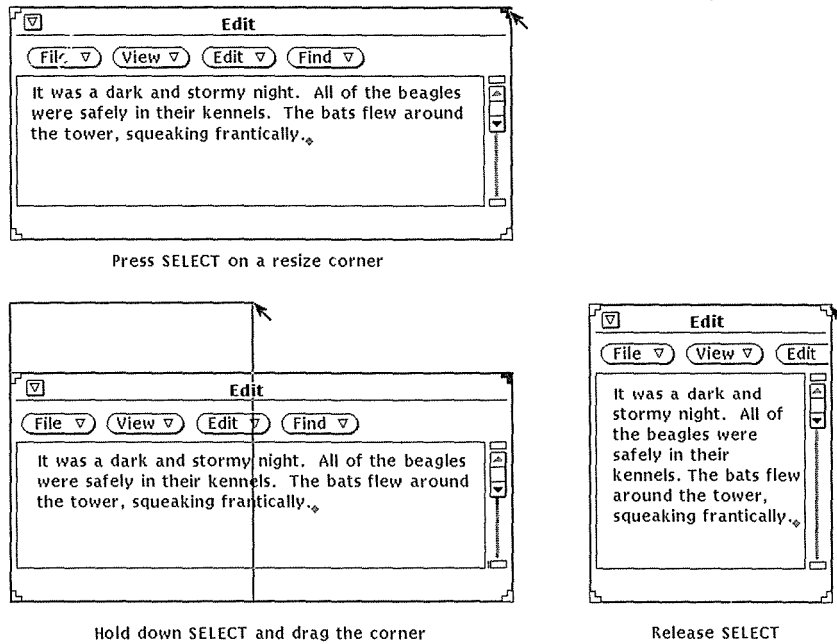 Edit
File View Edit Find
It was a dark and stormy night. All of the beagles
were safely in their kennels. The bats flew around
the tower, squeaking frantically.
Press SELECT on a resize corner
Edit
File View Edit Find
It was a dark and stormy night. All of the beagles
were safely in their kennels. The bats flew around
the tower, squeaking frantically.
Hold down SELECT and drag the corner
Edit
File View Edit
It was a dark and
stormy night. All of
the beagles were
safely in their
kennels. The bats flew
around the tower,
squeaking frantically.
Release SELECT